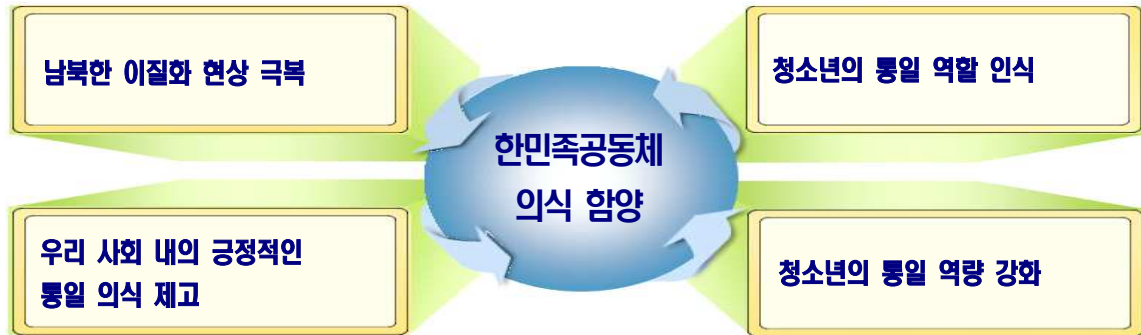 남북한 이질화 현상 극복
청소년의 통일 역할 인식
한민족공동체
의식 함양
우리 사회 내의 긍정적인
통일 의식 제고
청소년의 통일 역량 강화